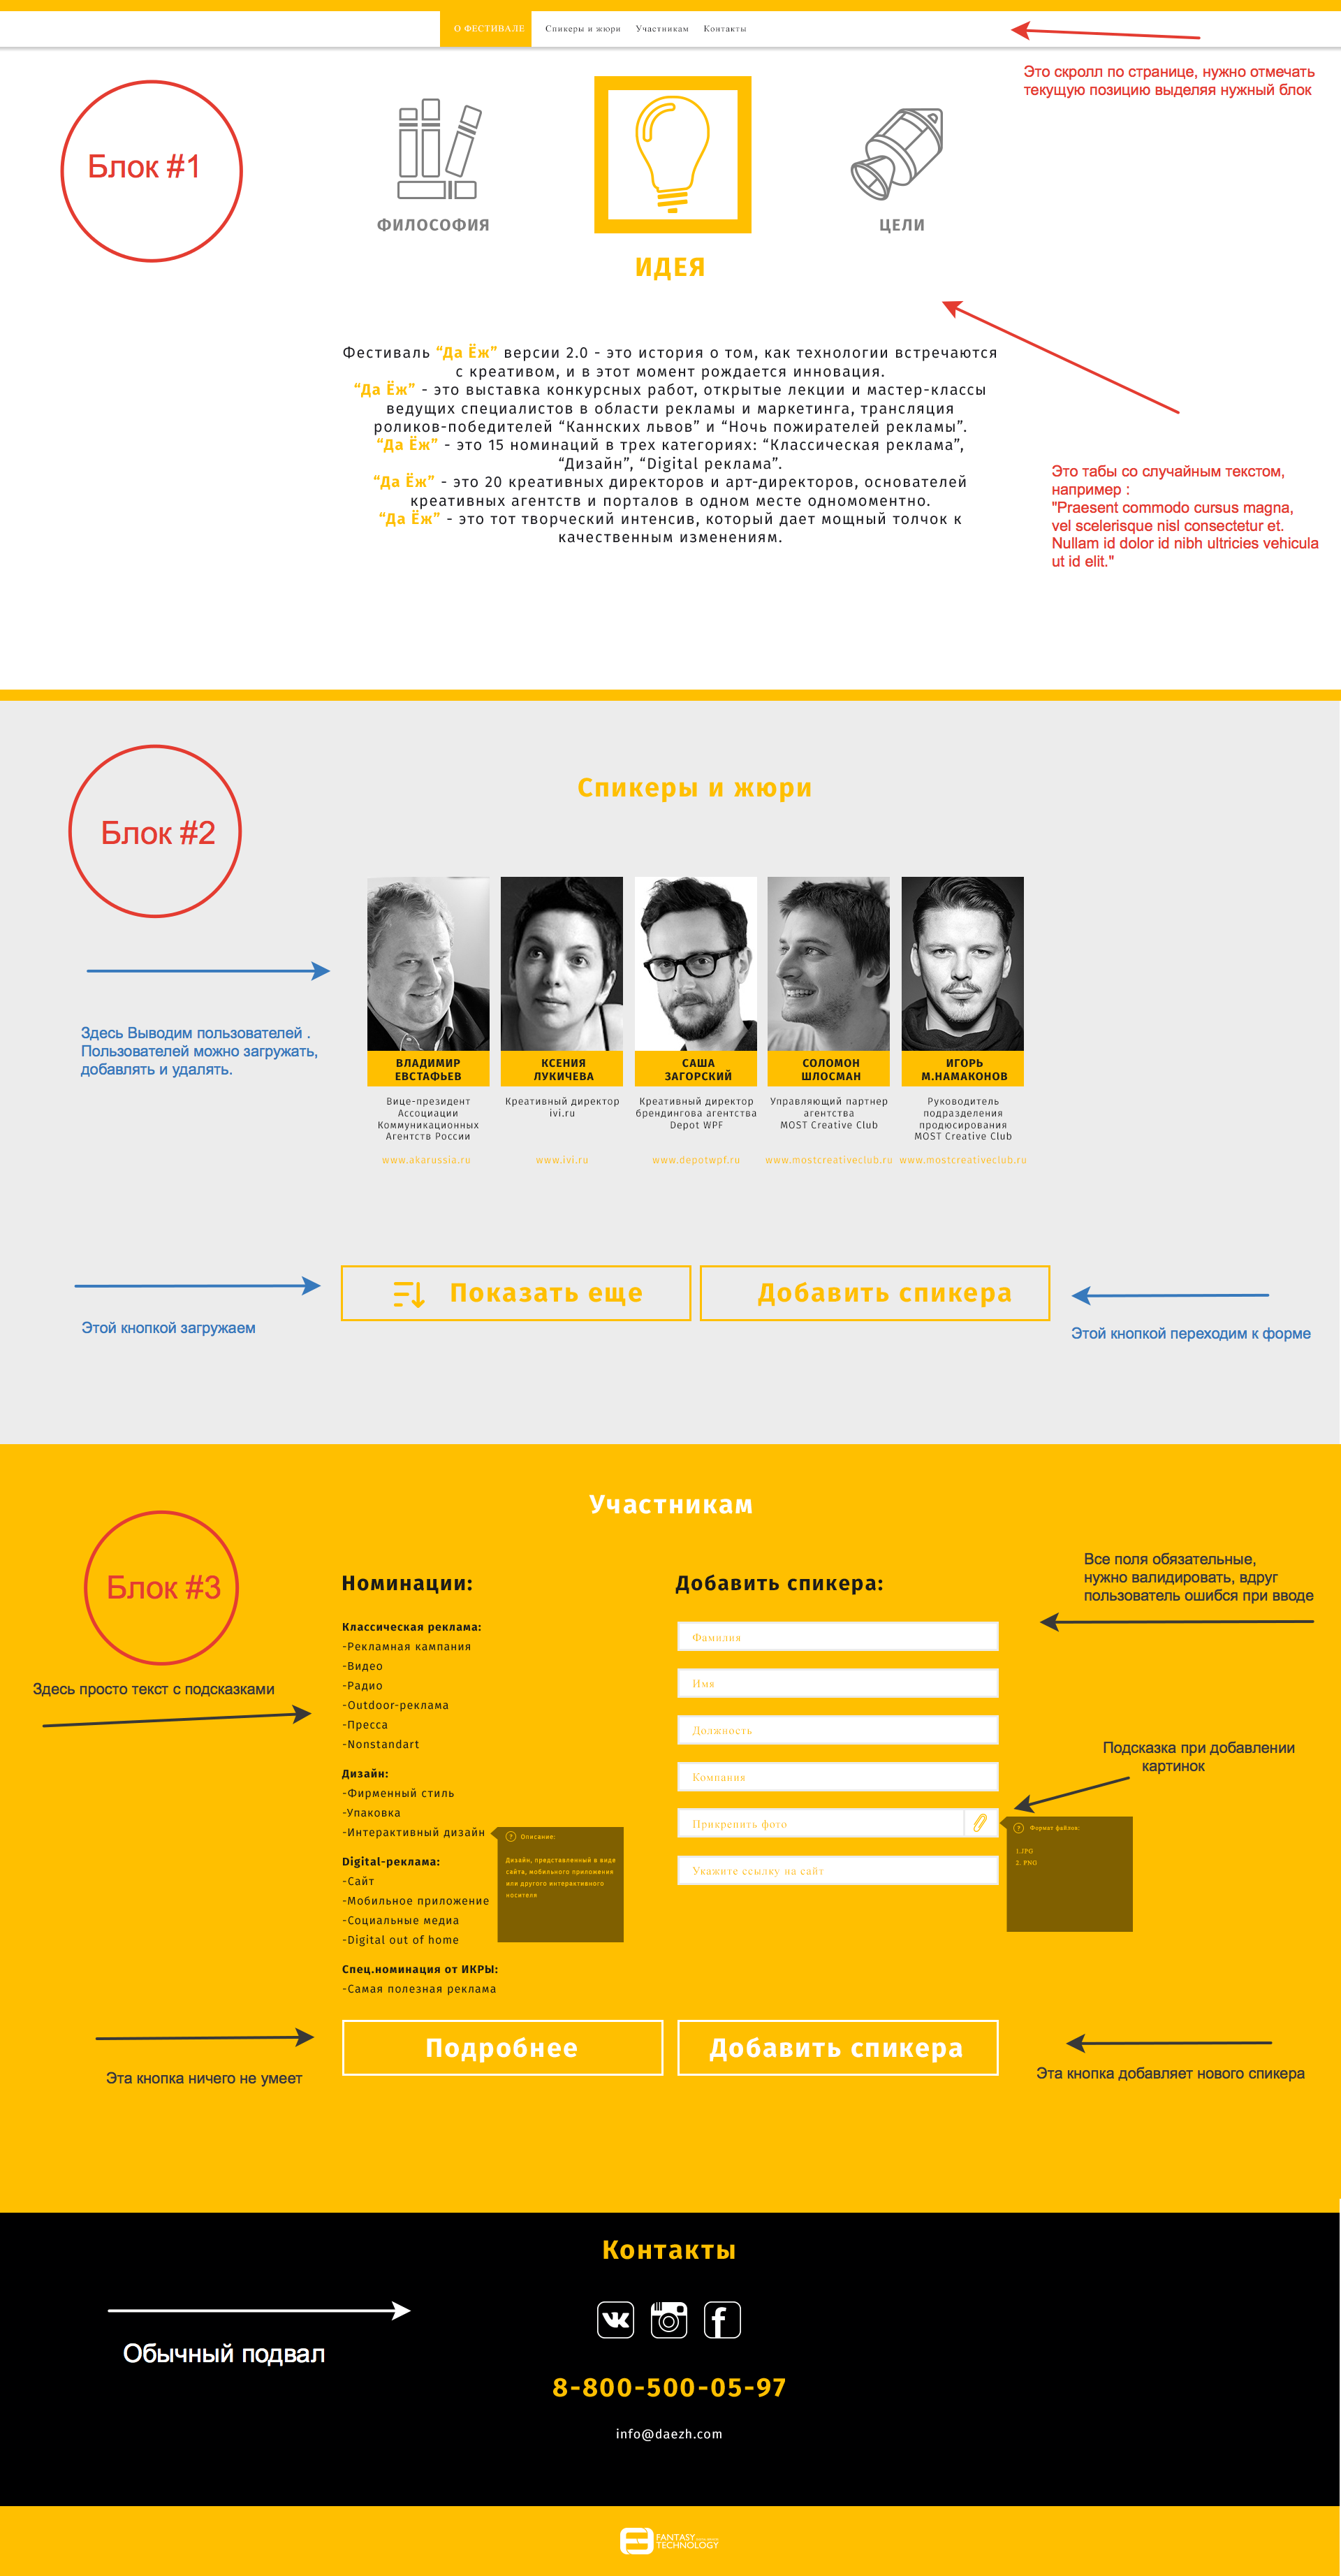 О ФЕСТИВАЛЕ Спикеры и жюри Участникам Контакты
Это скролл по странице, нужно отмечать
текущую позицию выделяя нужный блок
Блок #1
ФИЛОСОФИЯ
ИДЕЯ
ЦЕЛИ
Фестиваль “Да Ёж” версии 2.0 - это история о том, как технологии встречаются
с креативом, и в этот момент рождается инновация.
“Да Ёж” - это выставка конкурсных работ, открытые лекции и мастер-классы
ведущих специалистов в области рекламы и маркетинга, трансляция
роликов-победителей “Каннских львов” и “Ночь пожирателей рекламы”.
“Да Ёж” - это 15 номинаций в трех категориях: “Классическая реклама”,
“Дизайн”, “Digital реклама”.
“Да Ёж” - это 20 креативных директоров и арт-директоров, основателей
креативных агентств и порталов в одном месте одномоментно.
“Да Ёж” - это тот творческий интенсив, который дает мощный толчок к
качественным изменениям.
Это табы со случайным текстом,
например :
"Praesent commodo cursus magna,
vel scelerisque nisl consectetur et.
Nullam id dolor id nibh ultricies vehicula
ut id elit."
Блок #2
Спикеры и жюри
Здесь Выводим пользователей .
Пользователей можно загружать,
добавлять и удалять.
ВЛАДИМИР
ЕВСТАФЬЕВ
Вице-президент
Ассоциации
Коммуникационных
Агентств России
www.akarussia.ru
КСЕНИЯ
ЛУКИЧЕВА
Креативный директор
ivi.ru
www.ivi.ru
САША
ЗАГОРСКИЙ
Креативный директор
брендингова агентства
Depot WPF
www.depotwpf.ru
СОЛОМОН
ШЛОСМАН
Управляющий партнер
агентства
MOST Creative Club
www.mostcreativeclub.ru
ИГОРЬ
М.НАМАКОНОВ
Руководитель
подразделения
продюсирования
MOST Creative Club
www.mostcreativeclub.ru
Показать еще
Добавить спикера
Этой кнопкой загружаем
Этой кнопкой переходим к форме
Участникам
Блок #3
Здесь просто текст с подсказками
Номинации:
Классическая реклама:
-Рекламная кампания
-Видео
-Радио
-Outdoor-реклама
-Пресса
-Nonstandart
Дизайн:
-Фирменный стиль
-Упаковка
-Интерактивный дизайн
Digital-реклама:
-Сайт
-Мобильное приложение
-Социальные медиа
-Digital out of home
Спец.номинация от ИКРЫ:
-Самая полезная реклама
? Описание:
Дизайн, представленный в виде
сайта, мобильного приложения
или другого интерактивного
носителя
Добавить спикера:
Фамилия
Имя
Должность
Компания
Прикрепить фото
Укажите ссылку на сайт
Все поля обязательные,
нужно валидировать, вдруг
пользователь ошибся при вводе
Подсказка при добавлении
картинок
? Формат файлов:
1.JPG
2. PNG
Подробнее
Добавить спикера
Эта кнопка ничего не умеет
Эта кнопка добавляет нового спикера
Контакты
Обычный подвал
8-800-500-05-97
info@daezh.com
FANTASY
TECHNOLOGY